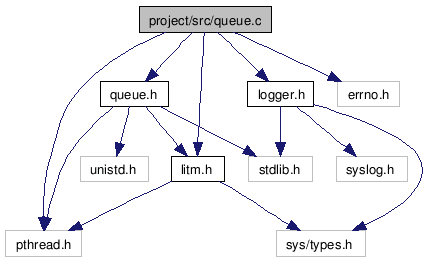 project/src/queue.c
queue.h
logger.h
errno.h
unistd.h
litm.h
stdlib.h
syslog.h
pthread.h
sys/types.h